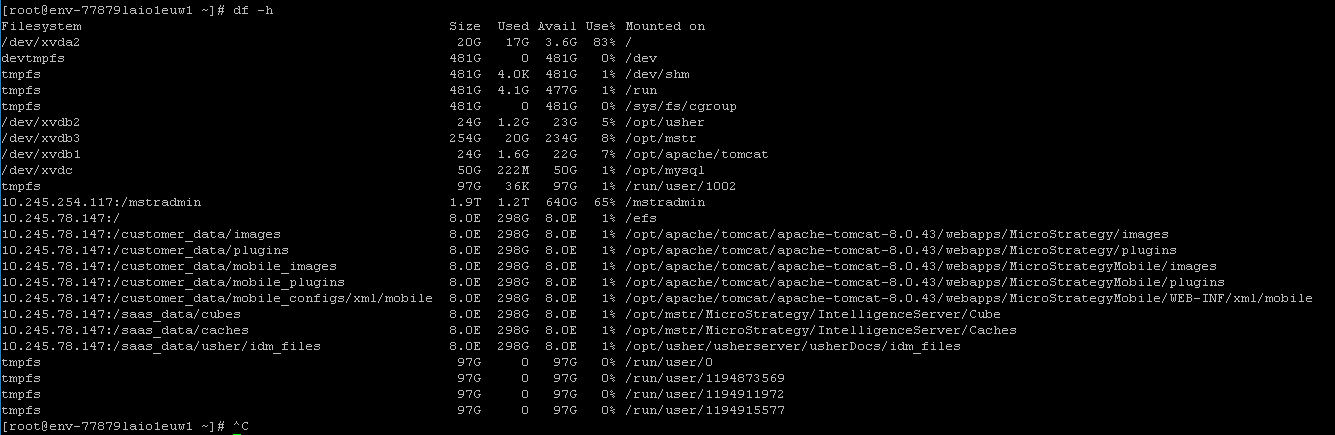 [root@env-77879laio1euw1 ~]# df -h
Filesystem Size Used Avail Use% Mounted on
/dev/xvda2 20G 17G 3.6G 83% /
devtmpfs 481G 0 481G 0% /dev
tmpfs 481G 4.0K 481G 1% /dev/shm
tmpfs 481G 4.1G 477G 1% /run
tmpfs 481G 0 481G 0% /sys/fs/cgroup
/dev/xvdb2 24G 1.2G 23G 5% /opt/usher
/dev/xvdb3 254G 20G 234G 8% /opt/mstr
/dev/xvdb1 24G 1.6G 22G 7% /opt/apache/tomcat
/dev/xvdc 50G 222M 50G 1% /opt/mysql
tmpfs 97G 36K 97G 1% /run/user/1002
10.245.254.117:/mstradmin 1.9T 1.2T 640G 65% /mstradmin
10.245.78.147:/ 8.0E 298G 8.0E 1% /efs
10.245.78.147:/customer_data/images 8.0E 298G 8.0E 1% /opt/apache/tomcat/apache-tomcat-8.0.43/webapps/MicroStrategy/images
10.245.78.147:/customer_data/plugins 8.0E 298G 8.0E 1% /opt/apache/tomcat/apache-tomcat-8.0.43/webapps/MicroStrategy/plugins
10.245.78.147:/customer_data/mobile_images 8.0E 298G 8.0E 1% /opt/apache/tomcat/apache-tomcat-8.0.43/webapps/MicroStrategyMobile/images
10.245.78.147:/customer_data/mobile_plugins 8.0E 298G 8.0E 1% /opt/apache/tomcat/apache-tomcat-8.0.43/webapps/MicroStrategyMobile/plugins
10.245.78.147:/customer_data/mobile_configs/xml/mobile 8.0E 298G 8.0E 1% /opt/apache/tomcat/apache-tomcat-8.0.43/webapps/MicroStrategyMobile/WEB-INF/xml/mobile
10.245.78.147:/saas_data/cubes 8.0E 298G 8.0E 1% /opt/mstr/MicroStrategy/IntelligenceServer/Cube
10.245.78.147:/saas_data/caches 8.0E 298G 8.0E 1% /opt/mstr/MicroStrategy/IntelligenceServer/Caches
10.245.78.147:/saas_data/usher/idm_files 8.0E 298G 8.0E 1% /opt/usher/usherserver/usherDocs/idm_files
tmpfs 97G 0 97G 0% /run/user/0
tmpfs 97G 0 97G 0% /run/user/1194873569
tmpfs 97G 0 97G 0% /run/user/1194911972
tmpfs 97G 0 97G 0% /run/user/1194915577
[root@env-77879laio1euw1 ~]# ^C